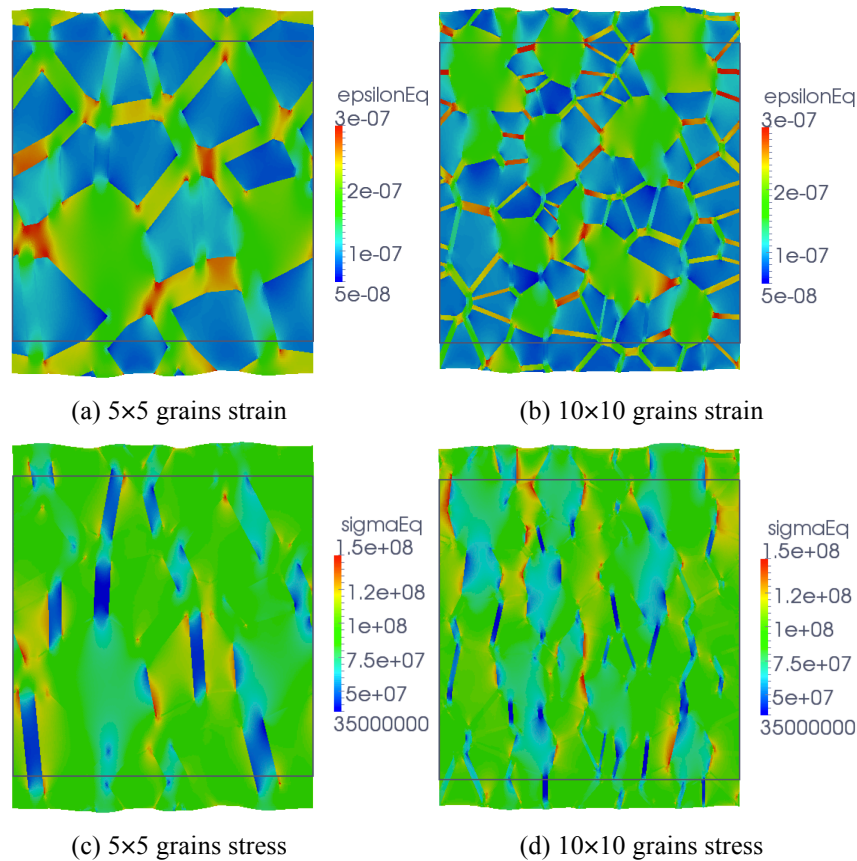 epsilonEq
3e-07
2e-07
1e-07
5e-08
epsilonEq
3e-07
2e-07
1e-07
5e-08
(a) 5×5 grains strain
(b) 10×10 grains strain
sigmaEq
1.5e+08
1.2e+08
1e+08
7.5e+07
5e+07
35000000
sigmaEq
1.5e+08
1.2e+08
1e+08
7.5e+07
5e+07
35000000
(c) 5×5 grains stress
(d) 10×10 grains stress